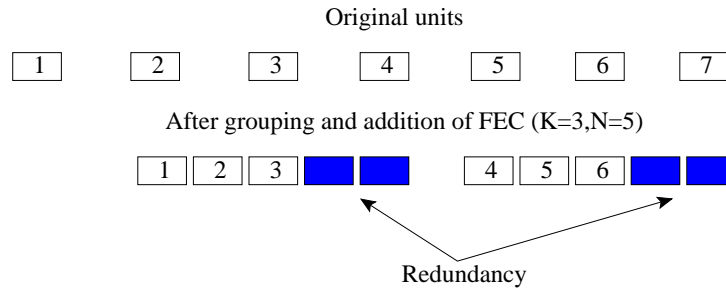 Original units
1 2 3 4 5 6 7
After grouping and addition of FEC (K=3,N=5)
1 2 3 4 5 6
Redundancy